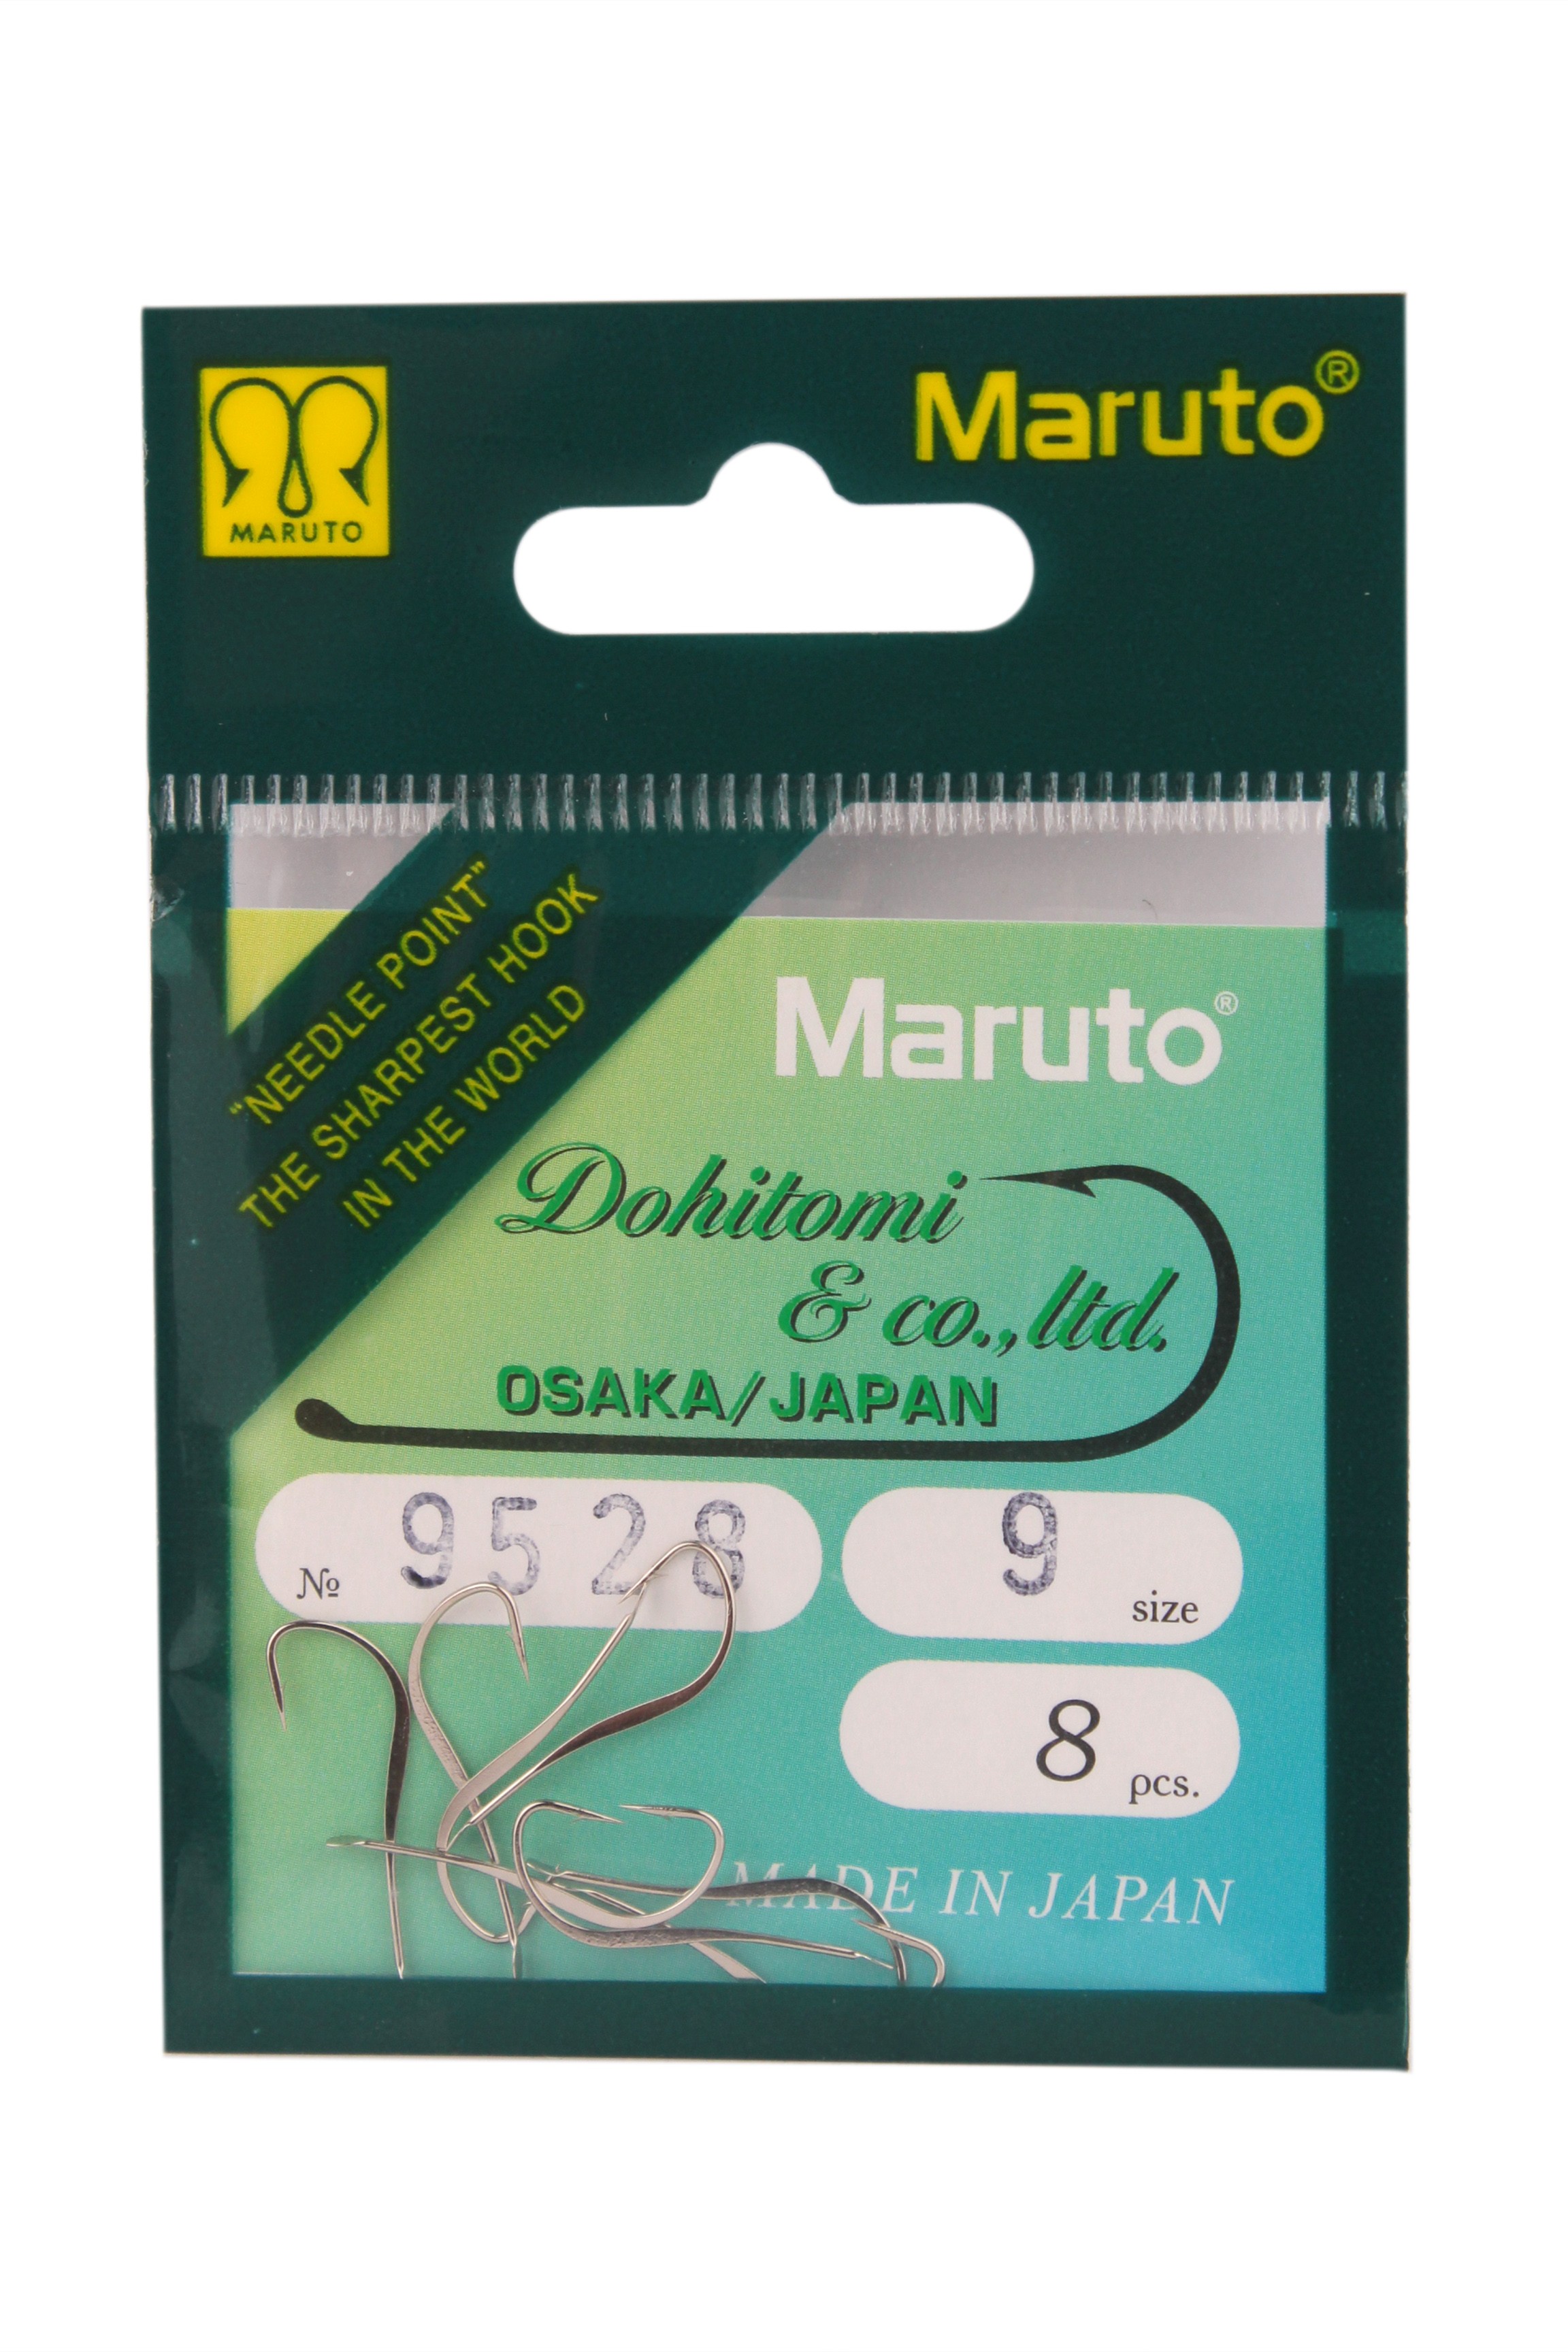 MARUTO
Maruto®
"NEEDLE POINT"
THE SHARPEST HOOK
IN THE WORLD
Maruto®
Dohitomi
& co.,ltd.
OSAKA/JAPAN
№ 9528
9 size
8 pcs.
MADE IN JAPAN